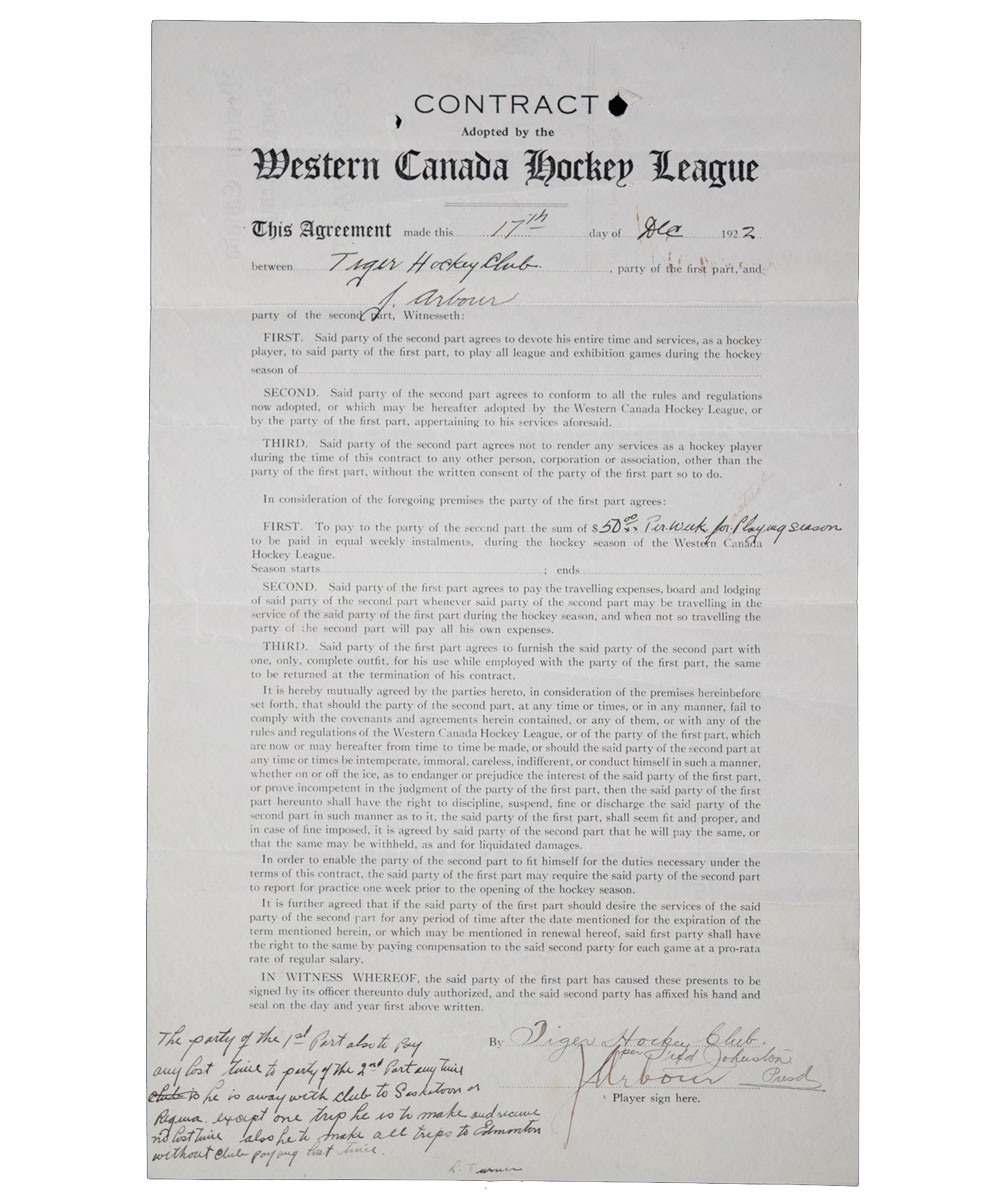 CONTRACT
Adopted by the
Western Canada Hockey League
This Agreement made this 17th day of Dec 1922
between Tiger Hockey Club, party of the first part, and
J. Arbour
party of the second part, Witnesseth:
FIRST. Said party of the second part agrees to devote his entire time and services, as a hockey
player, to said party of the first part, to play all league and exhibition games during the hockey
season of
SECOND. Said party of the second part agrees to conform to all the rules and regulations
now adopted, or which may be hereafter adopted by the Western Canada Hockey League, or
by the party of the first part, appertaining to his services aforesaid.
THIRD. Said party of the second part agrees not to render any services as a hockey player
during the time of this contract to any other person, corporation or association, other than the
party of the first part, without the written consent of the party of the first part so to do.
In consideration of the foregoing premises the party of the first part agrees:
actual
FIRST. To pay to the party of the second part the sum of $50.00 Per Week for Playing season
to be paid in equal weekly instalments, during the hockey season of the Western Canada
Hockey League.
Season starts ; ends
SECOND. Said party of the first part agrees to pay the travelling expenses, board and lodging
of said party of the second part whenever said party of the second part may be travelling in the
service of the said party of the first part during the hockey season, and when not so travelling the
party of the second part will pay all his own expenses.
THIRD. Said party of the first part agrees to furnish the said party of the second part with
one, only, complete outfit, for his use while employed with the party of the first part, the same
to be returned at the termination of his contract.
It is hereby mutually agreed by the parties hereto, in consideration of the premises hereinbefore
set forth, that should the party of the second part, at any time or times, or in any manner, fail to
comply with the covenants and agreements herein contained, or any of them, or with any of the
rules and regulations of the Western Canada Hockey League, or of the party of the first part, which
are now or may hereafter from time to time be made, or should the said party of the second part at
any time or times be intemperate, immoral, careless, indifferent, or conduct himself in such a manner,
whether on or off the ice, as to endanger or prejudice the interest of the said party of the first part,
or prove incompetent in the judgment of the party of the first part, then the said party of the first
part hereunto shall have the right to discipline, suspend, fine or discharge the said party of the
second part in such manner as to it, the said party of the first part, shall seem fit and proper, and
in case of fine imposed, it is agreed by said party of the second part that he will pay the same, or
that the same may be withheld, as and for liquidated damages.
In order to enable the party of the second part to fit himself for the duties necessary under the
terms of this contract, the said party of the first part may require the said party of the second part
to report for practice one week prior to the opening of the hockey season.
It is further agreed that if the said party of the first part should desire the services of the said
party of the second part for any period of time after the date mentioned for the expiration of the
term mentioned herein, or which may be mentioned in renewal hereof, said first party shall have
the right to the same by paying compensation to the said second party for each game at a pro-rata
rate of regular salary.
IN WITNESS WHEREOF, the said party of the first part has caused these presents to be
signed by its officer thereunto duly authorized, and the said second party has affixed his hand and
seal on the day and year first above written.
By Tiger Hockey Club.
per Fred Johnston
Presd
J Arbour
Player sign here.
The party of the 1st Part also to pay
any lost time to party of the 2nd Part any time
he is away with club to Saskatoon or
Regina except one trip he is to make and receive
no lost time also he to make all trips to Edmonton
without club paying lost time.
L. Turner